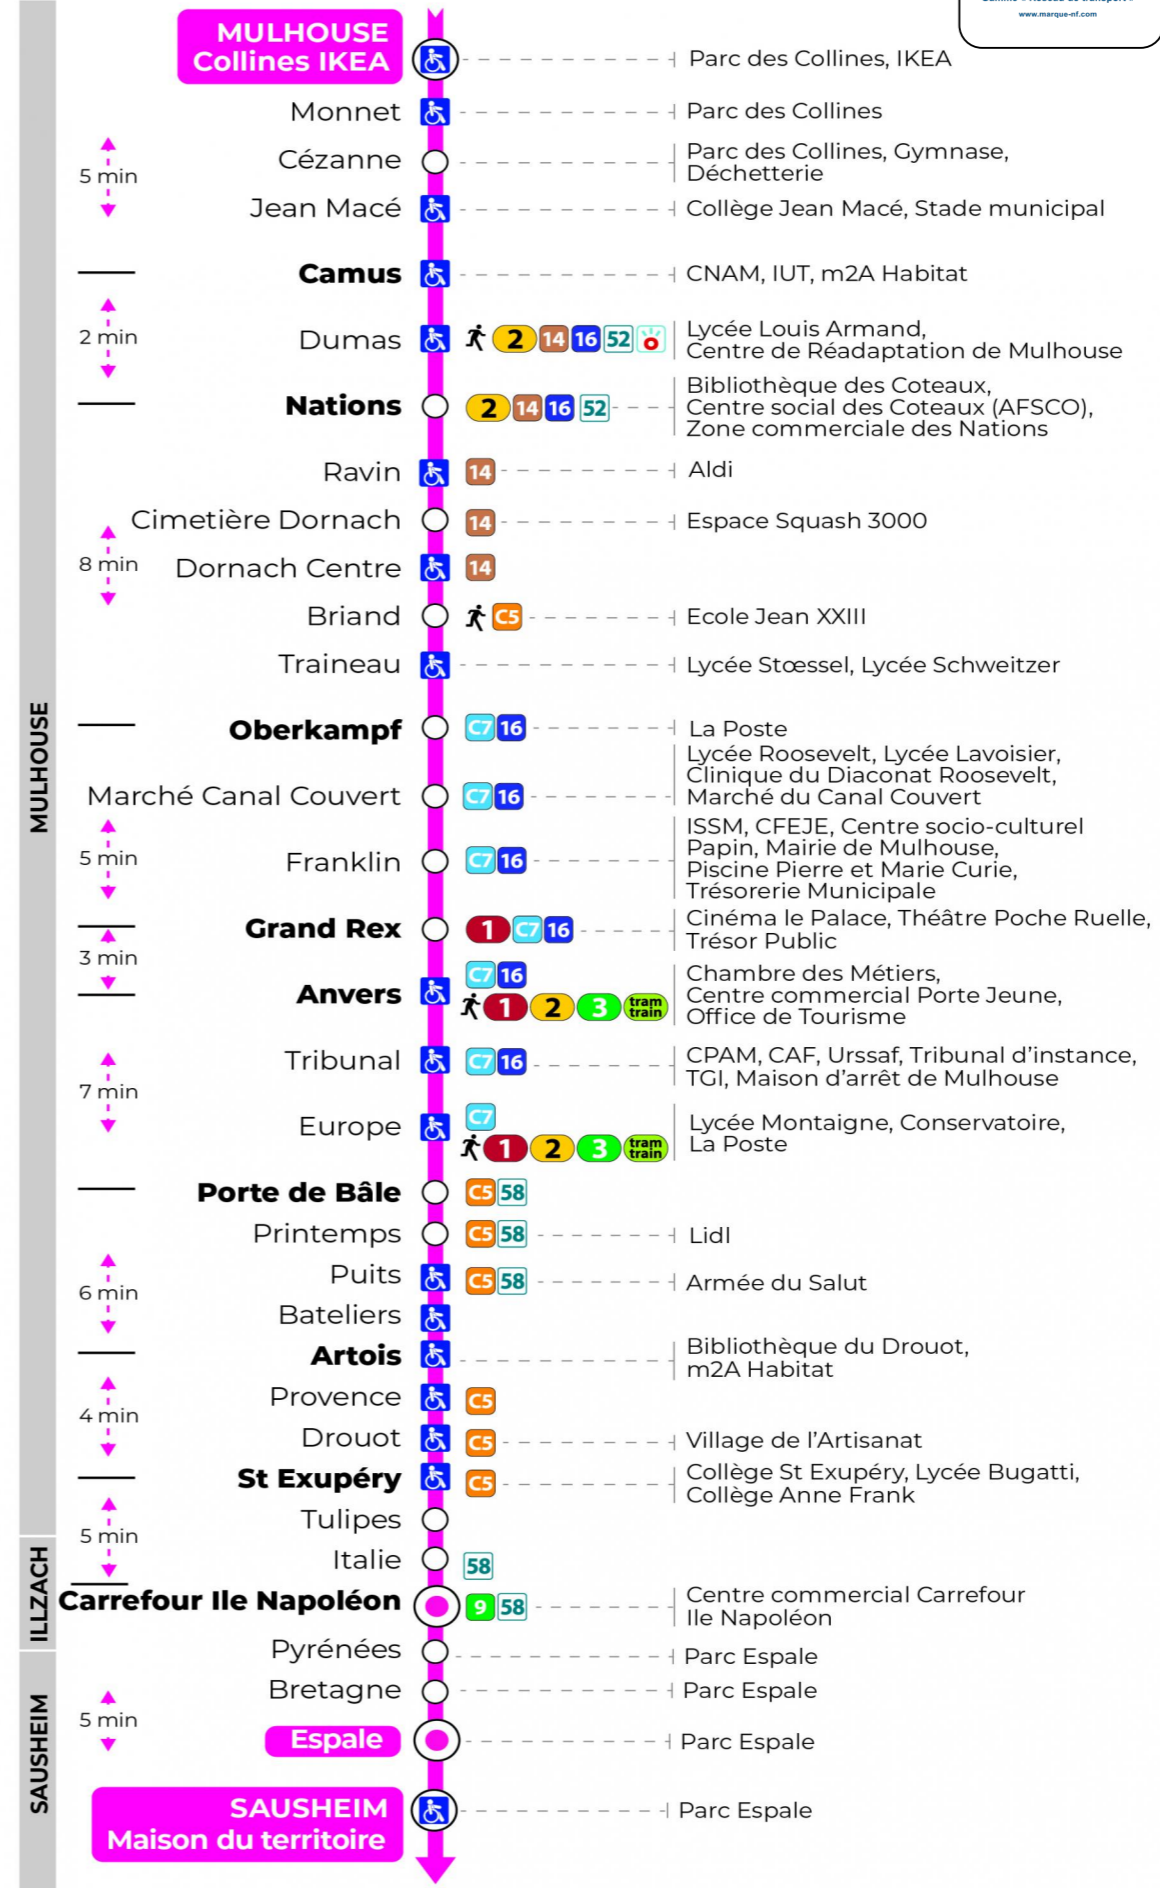 www.marque-nf.com
MULHOUSE
Collines IKEA
Parc des Collines, IKEA
Monnet
Parc des Collines
5 min
Cézanne
Parc des Collines, Gymnase,
Déchetterie
Jean Macé
Collège Jean Macé, Stade municipal
Camus
CNAM, IUT, m2A Habitat
2 min
Dumas
2 14 16 52
Lycée Louis Armand,
Centre de Réadaptation de Mulhouse
Nations
2 14 16 52
Bibliothèque des Coteaux,
Centre social des Coteaux (AFSCO),
Zone commerciale des Nations
Ravin
14
Aldi
Cimetière Dornach
14
Espace Squash 3000
8 min
Dornach Centre
14
Briand
C5
Ecole Jean XXIII
Traineau
Lycée Stœssel, Lycée Schweitzer
MULHOUSE
Oberkampf
C7 16
La Poste
Marché Canal Couvert
C7 16
Lycée Roosevelt, Lycée Lavoisier,
Clinique du Diaconat Roosevelt,
Marché du Canal Couvert
5 min
Franklin
C7 16
ISSM, CFEJE, Centre socio-culturel
Papin, Mairie de Mulhouse,
Piscine Pierre et Marie Curie,
Trésorerie Municipale
Grand Rex
1 C7 16
Cinéma le Palace, Théâtre Poche Ruelle,
Trésor Public
3 min
Anvers
C7 16
1 2 3 tram train
Chambre des Métiers,
Centre commercial Porte Jeune,
Office de Tourisme
Tribunal
C7 16
CPAM, CAF, Urssaf, Tribunal d'instance,
TGI, Maison d'arrêt de Mulhouse
7 min
Europe
C7
1 2 3 tram train
Lycée Montaigne, Conservatoire,
La Poste
Porte de Bâle
C5 58
Printemps
C5 58
Lidl
6 min
Puits
C5 58
Armée du Salut
Bateliers
Artois
Bibliothèque du Drouot,
m2A Habitat
4 min
Provence
C5
Drouot
C5
Village de l'Artisanat
St Exupéry
C5
Collège St Exupéry, Lycée Bugatti,
Collège Anne Frank
5 min
Tulipes
Italie
58
ILLZACH
Carrefour Ile Napoléon
9 58
Centre commercial Carrefour
Ile Napoléon
Pyrénées
Parc Espale
Bretagne
Parc Espale
SAUSHEIM
5 min
Espale
Parc Espale
SAUSHEIM
Maison du territoire
Parc Espale